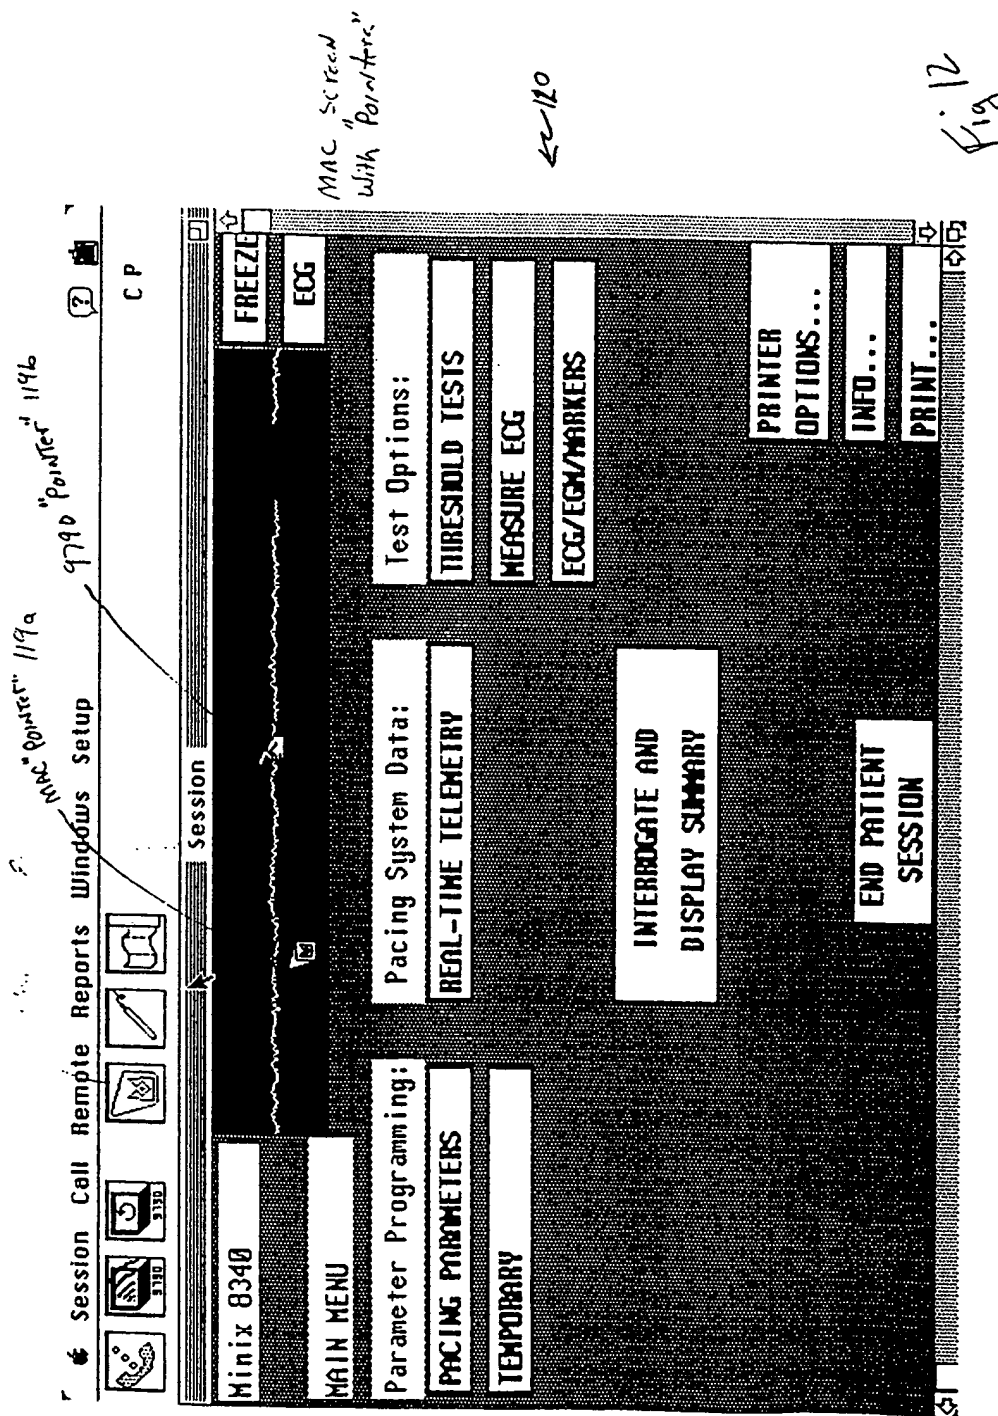 MAC "POINTER" 119a
9790 "POINTER" 119b
Session Call Remote Reports Windows Setup
?
9790
9790
C P
Session
Minix 8340
FREEZE
MAIN MENU
ECG
MAC screen
with "Pointers"
Parameter Programming:
Pacing System Data:
Test Options:
PACING PARAMETERS
REAL-TIME TELEMETRY
THRESHOLD TESTS
TEMPORARY
MEASURE ECG
ECG/EGM/MARKERS
120
INTERROGATE AND
DISPLAY SUMMARY
PRINTER
OPTIONS...
END PATIENT
SESSION
INFO...
PRINT...
Fig 12